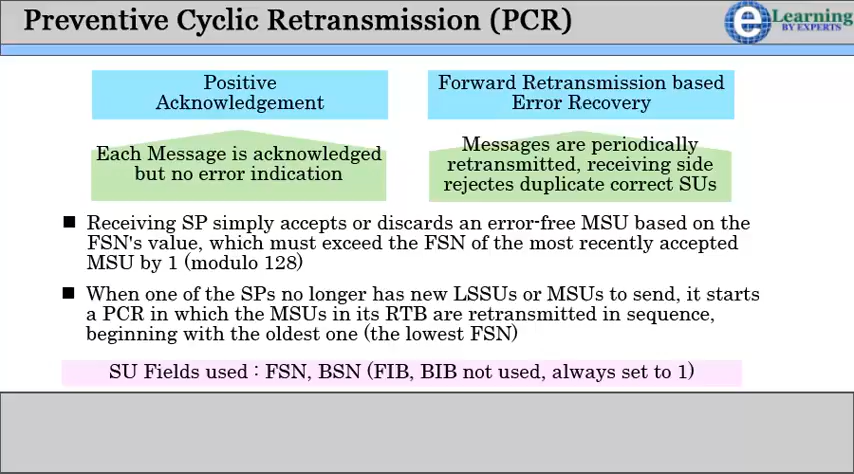 Preventive Cyclic Retransmission (PCR)
e Learning
BY EXPERTS
Positive
Acknowledgement
Forward Retransmission based
Error Recovery
Each Message is acknowledged
but no error indication
Messages are periodically
retransmitted, receiving side
rejectes duplicate correct SUs
Receiving SP simply accepts or discards an error-free MSU based on the
FSN's value, which must exceed the FSN of the most recently accepted
MSU by 1 (modulo 128)
When one of the SPs no longer has new LSSUs or MSUs to send, it starts
a PCR in which the MSUs in its RTB are retransmitted in sequence,
beginning with the oldest one (the lowest FSN)
SU Fields used : FSN, BSN (FIB, BIB not used, always set to 1)